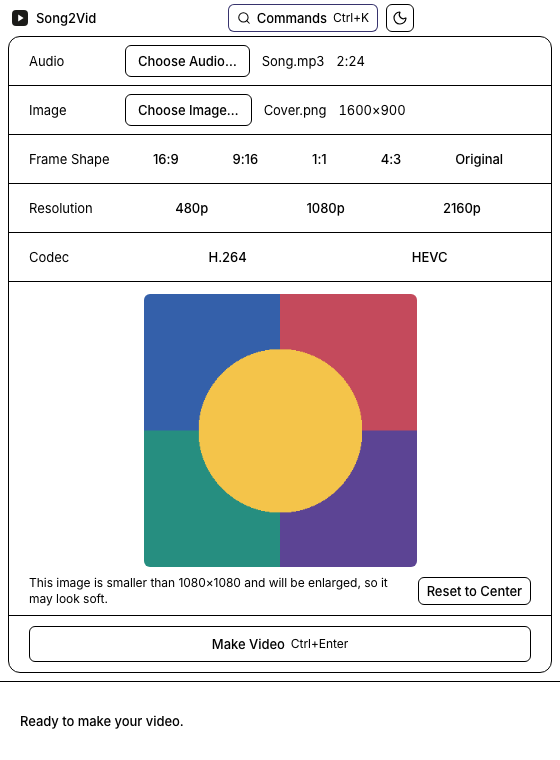 Song2Vid
Commands Ctrl+K
Audio Choose Audio... Song.mp3 2:24
Image Choose Image... Cover.png 1600×900
Frame Shape 16:9 9:16 1:1 4:3 Original
Resolution 480p 1080p 2160p
Codec H.264 HEVC
This image is smaller than 1080×1080 and will be enlarged, so it
may look soft.
Reset to Center
Make Video Ctrl+Enter
Ready to make your video.